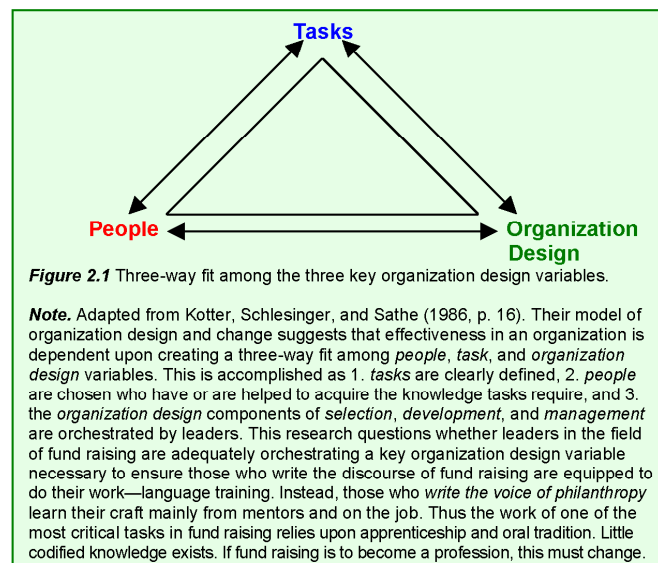 Tasks
People
Organization
Design
Figure 2.1 Three-way fit among the three key organization design variables.
Note. Adapted from Kotter, Schlesinger, and Sathe (1986, p. 16). Their model of
organization design and change suggests that effectiveness in an organization is
dependent upon creating a three-way fit among people, task, and organization
design variables. This is accomplished as 1. tasks are clearly defined, 2. people
are chosen who have or are helped to acquire the knowledge tasks require, and 3.
the organization design components of selection, development, and management
are orchestrated by leaders. This research questions whether leaders in the field
of fund raising are adequately orchestrating a key organization design variable
necessary to ensure those who write the discourse of fund raising are equipped to
do their work—language training. Instead, those who write the voice of philanthropy
learn their craft mainly from mentors and on the job. Thus the work of one of the
most critical tasks in fund raising relies upon apprenticeship and oral tradition. Little
codified knowledge exists. If fund raising is to become a profession, this must change.